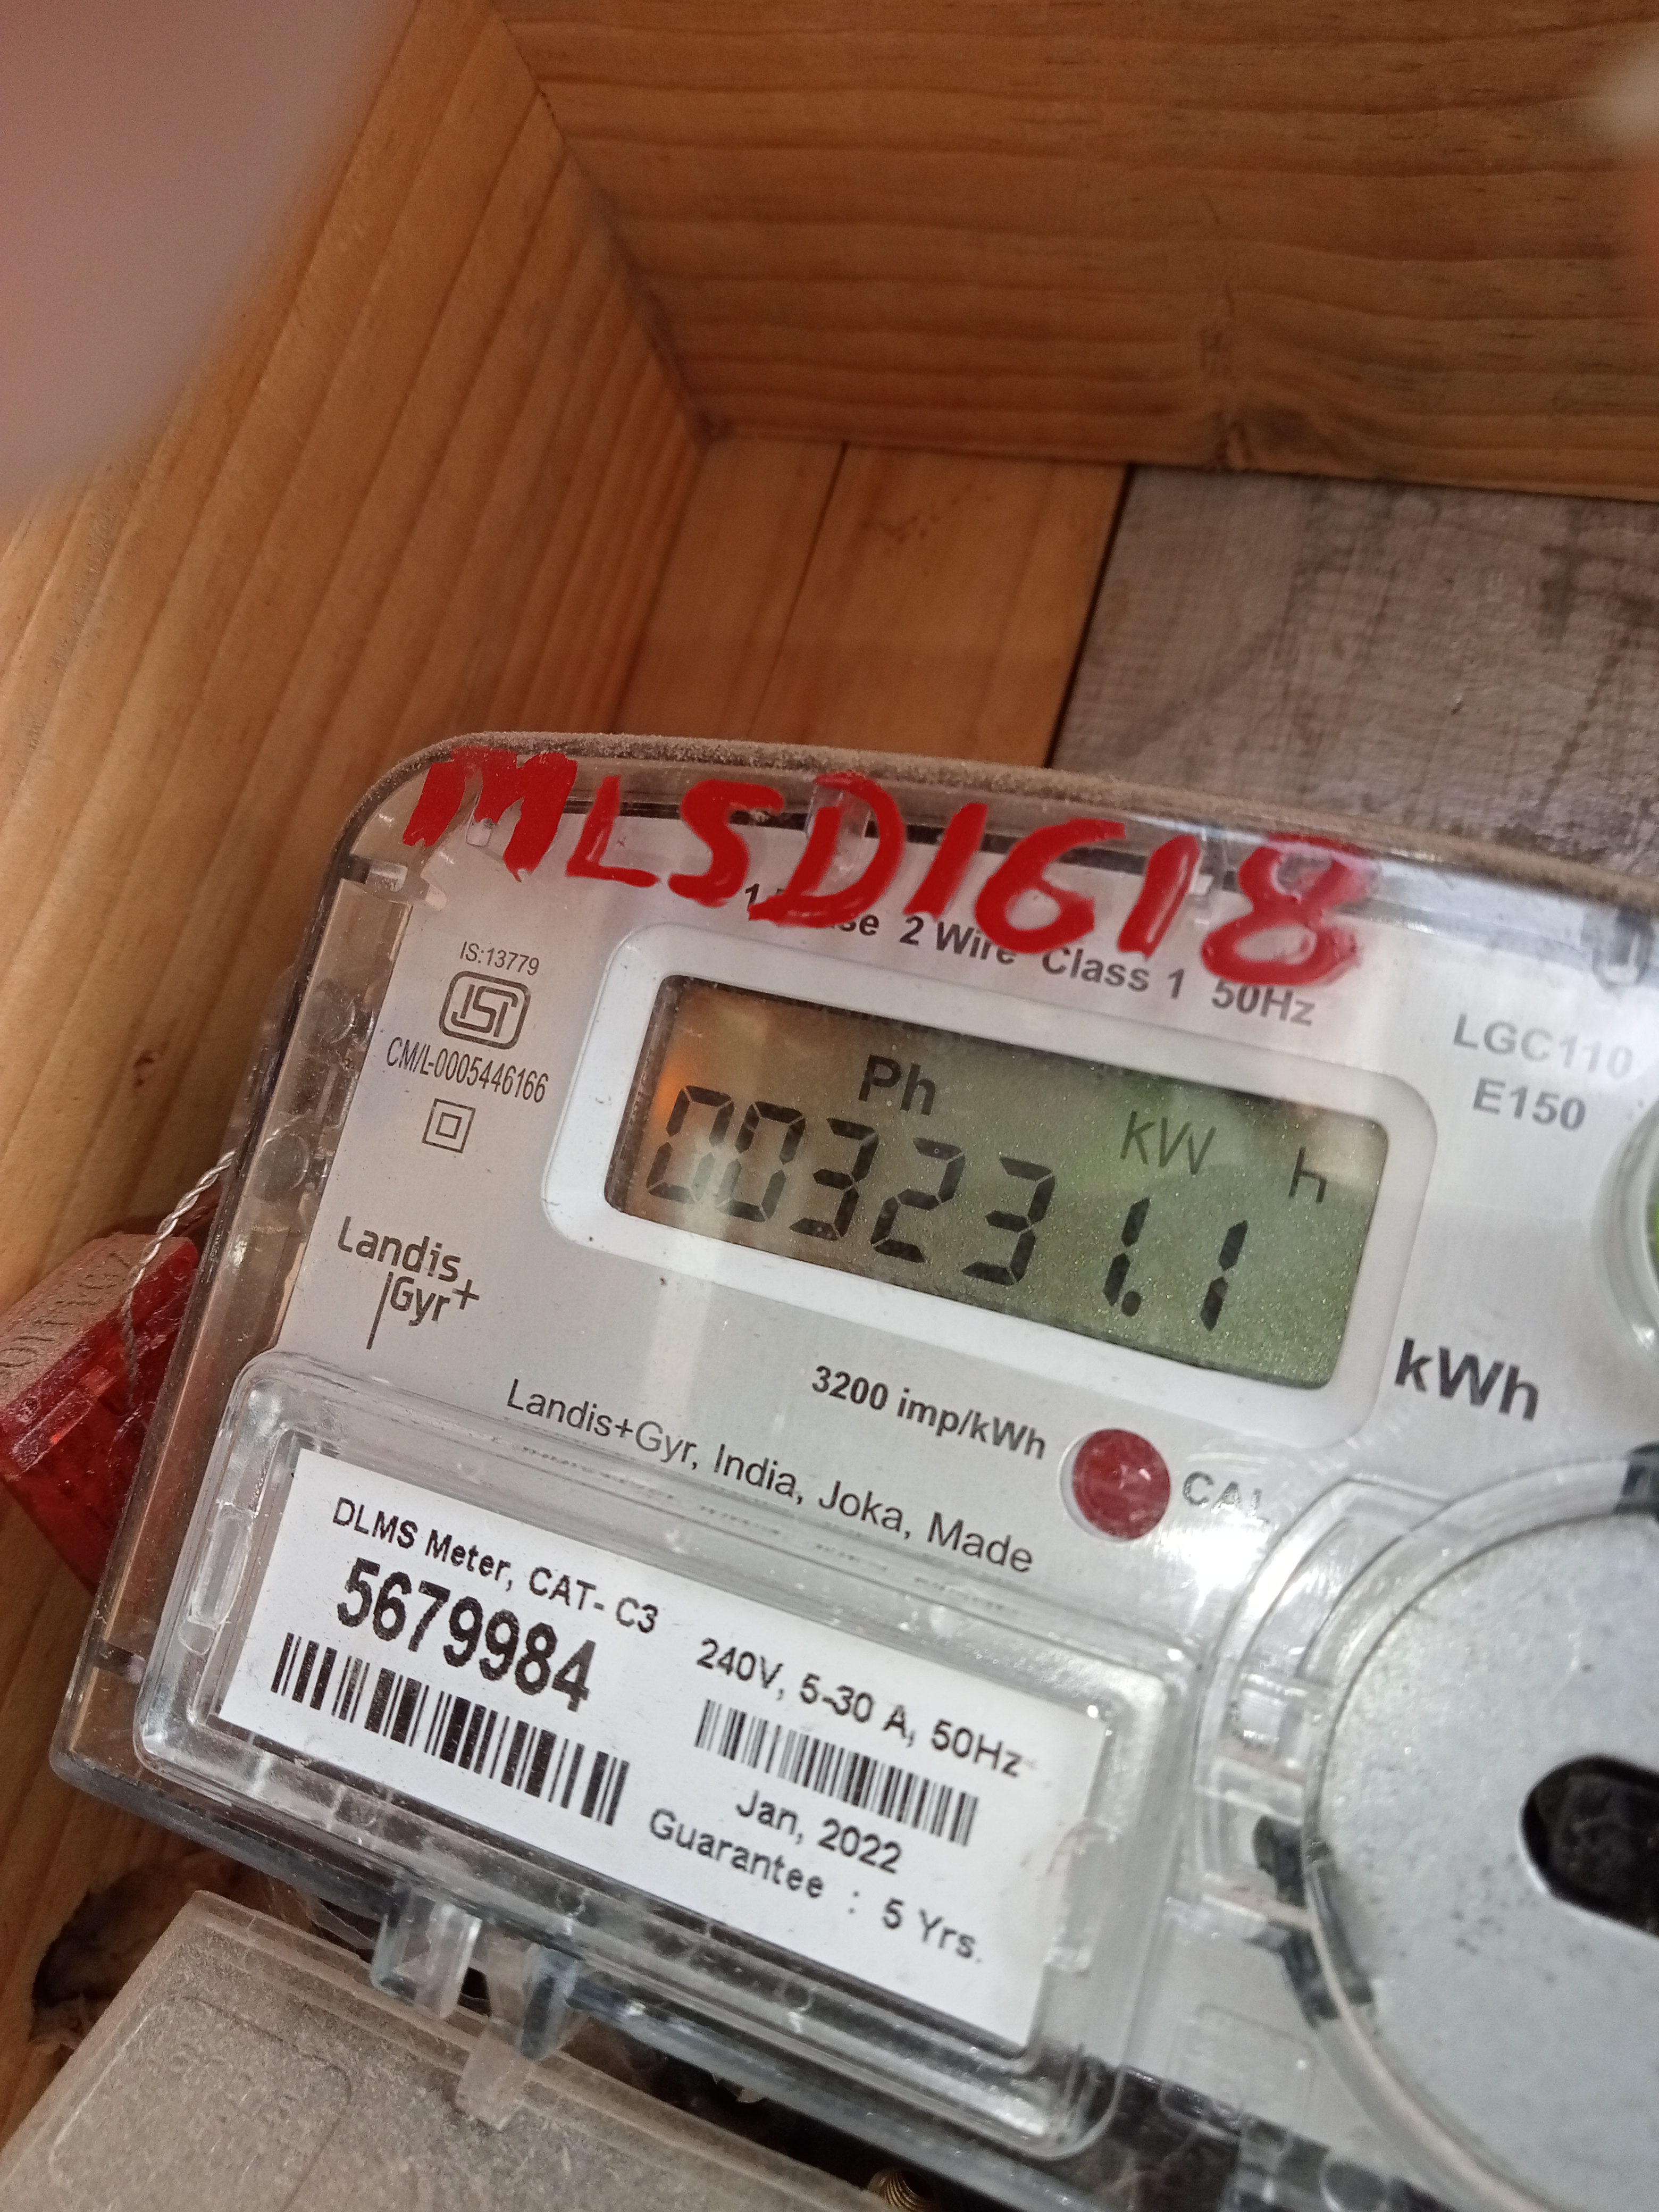 MLSD1618
2 Wire Class 1 50Hz
IS:13779
ISI
CM/L-0005446166
LGC110
E150
Ph
kW h
003231.1
kWh
Landis
Gyr+
3200 imp/kWh
CAL
Landis+Gyr, India, Joka, Made
DLMS Meter, CAT- C3
5679984
240V, 5-30 A, 50Hz
Jan, 2022
Guarantee : 5 Yrs.